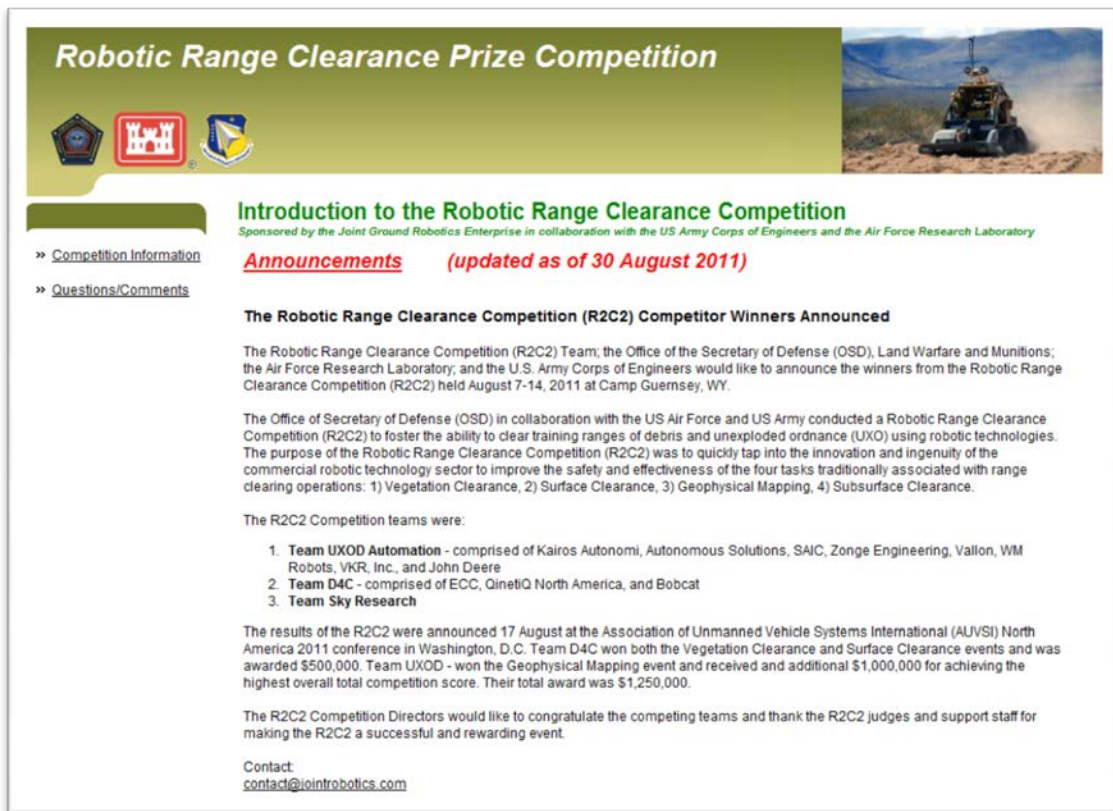 Robotic Range Clearance Prize Competition
Introduction to the Robotic Range Clearance Competition
Sponsored by the Joint Ground Robotics Enterprise in collaboration with the US Army Corps of Engineers and the Air Force Research Laboratory
» Competition Information
Announcements (updated as of 30 August 2011)
» Questions/Comments
The Robotic Range Clearance Competition (R2C2) Competitor Winners Announced
The Robotic Range Clearance Competition (R2C2) Team; the Office of the Secretary of Defense (OSD), Land Warfare and Munitions;
the Air Force Research Laboratory; and the U.S. Army Corps of Engineers would like to announce the winners from the Robotic Range
Clearance Competition (R2C2) held August 7-14, 2011 at Camp Guernsey, WY.
The Office of Secretary of Defense (OSD) in collaboration with the US Air Force and US Army conducted a Robotic Range Clearance
Competition (R2C2) to foster the ability to clear training ranges of debris and unexploded ordnance (UXO) using robotic technologies.
The purpose of the Robotic Range Clearance Competition (R2C2) was to quickly tap into the innovation and ingenuity of the
commercial robotic technology sector to improve the safety and effectiveness of the four tasks traditionally associated with range
clearing operations: 1) Vegetation Clearance, 2) Surface Clearance, 3) Geophysical Mapping, 4) Subsurface Clearance.
The R2C2 Competition teams were:
1. Team UXOD Automation - comprised of Kairos Autonomi, Autonomous Solutions, SAIC, Zonge Engineering, Vallon, WM
Robots, VKR, Inc., and John Deere
2. Team D4C - comprised of ECC, QinetiQ North America, and Bobcat
3. Team Sky Research
The results of the R2C2 were announced 17 August at the Association of Unmanned Vehicle Systems International (AUVSI) North
America 2011 conference in Washington, D.C. Team D4C won both the Vegetation Clearance and Surface Clearance events and was
awarded $500,000. Team UXOD - won the Geophysical Mapping event and received and additional $1,000,000 for achieving the
highest overall total competition score. Their total award was $1,250,000.
The R2C2 Competition Directors would like to congratulate the competing teams and thank the R2C2 judges and support staff for
making the R2C2 a successful and rewarding event.
Contact:
contact@jointrobotics.com